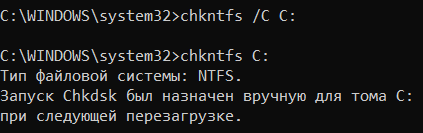 C:\WINDOWS\system32>chkntfs /C C:
C:\WINDOWS\system32>chkntfs C:
Тип файловой системы: NTFS.
Запуск Chkdsk был назначен вручную для тома C:
при следующей перезагрузке.